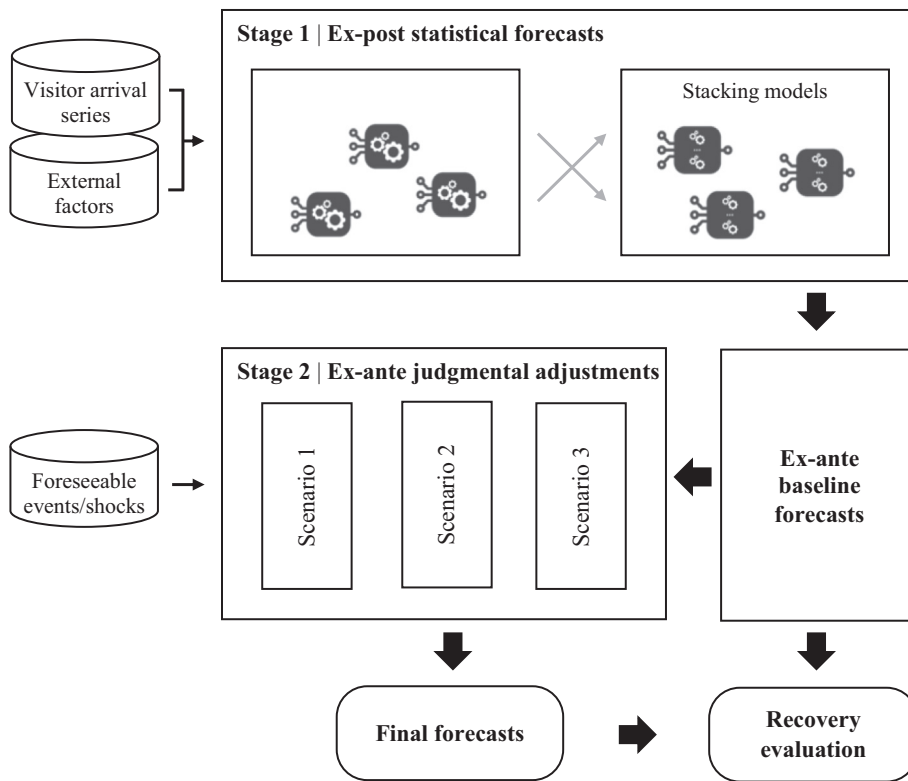 Stage 1 | Ex-post statistical forecasts
Visitor arrival
series
External
factors
Stacking models
...
...
...
Stage 2 | Ex-ante judgmental adjustments
Foreseeable
events/shocks
Scenario 1
Scenario 2
Scenario 3
Ex-ante
baseline
forecasts
Final forecasts
Recovery
evaluation